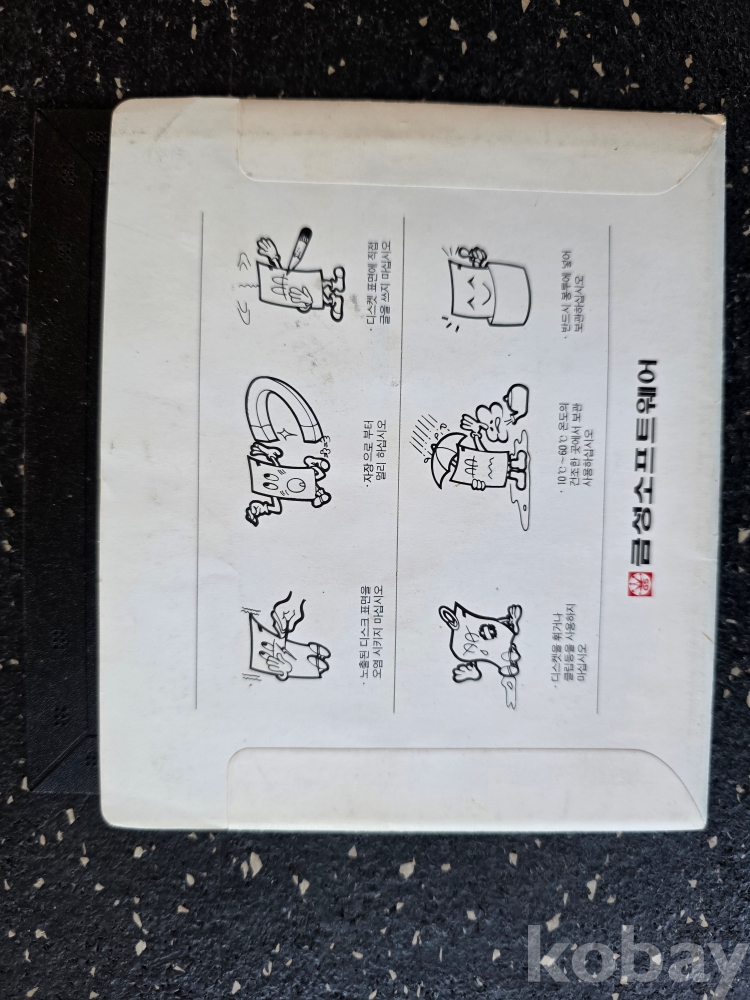 · 노출된 디스크 표면을
오염 시키지 마십시오
· 자장으로 부터
멀리 하십시오
· 디스켓 표면에 직접
글을 쓰지 마십시오
· 디스켓을 휘거나
클립등을 사용하지
마십시오
· 10℃~60℃ 온도의
건조한 곳에서 보관
사용하십시오
· 반드시 봉투에 넣어
보관하십시오
GS 금성소프트웨어
kobay